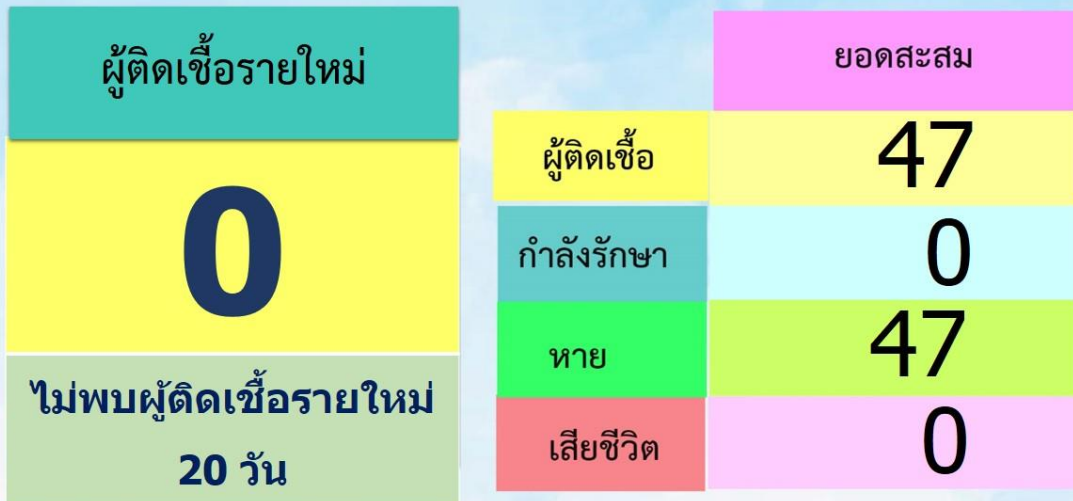 ผู้ติดเชื้อรายใหม่
0
ไม่พบผู้ติดเชื้อรายใหม่
20 วัน
ยอดสะสม
ผู้ติดเชื้อ 47
กำลังรักษา 0
หาย 47
เสียชีวิต 0